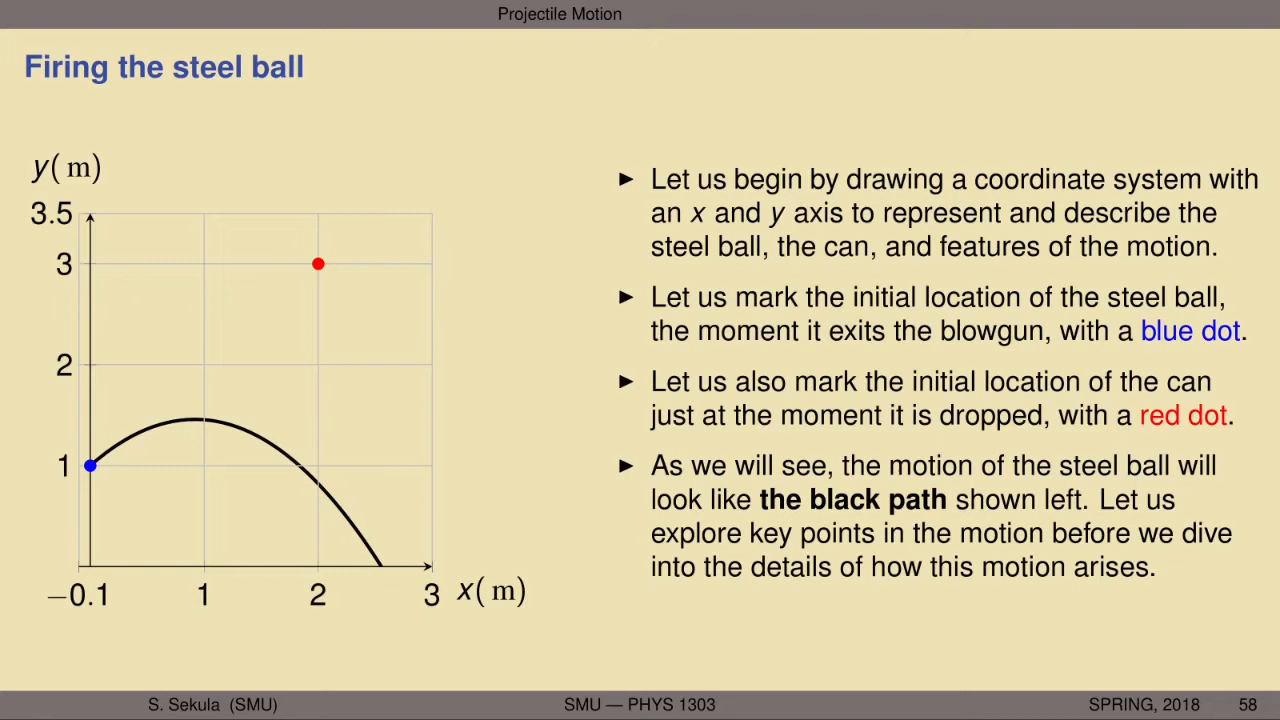 Projectile Motion
Firing the steel ball
y( m)
3.5
3
2
1
−0.1 1 2 3 x( m)
▶ Let us begin by drawing a coordinate system with
an x and y axis to represent and describe the
steel ball, the can, and features of the motion.
▶ Let us mark the initial location of the steel ball,
the moment it exits the blowgun, with a blue dot.
▶ Let us also mark the initial location of the can
just at the moment it is dropped, with a red dot.
▶ As we will see, the motion of the steel ball will
look like the black path shown left. Let us
explore key points in the motion before we dive
into the details of how this motion arises.
S. Sekula (SMU) SMU — PHYS 1303 SPRING, 2018 58